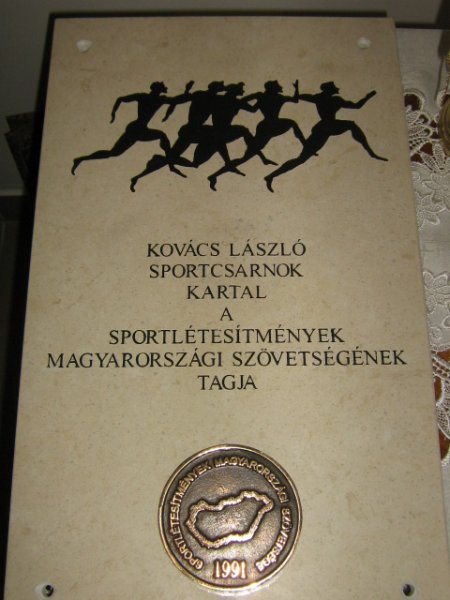 KOVÁCS LÁSZLÓ
SPORTCSARNOK
KARTAL
A
SPORTLÉTESÍTMÉNYEK
MAGYARORSZÁGI SZÖVETSÉGÉNEK
TAGJA
SPORTLÉTESÍTMÉNYEK MAGYARORSZÁGI SZÖVETSÉGE
1991